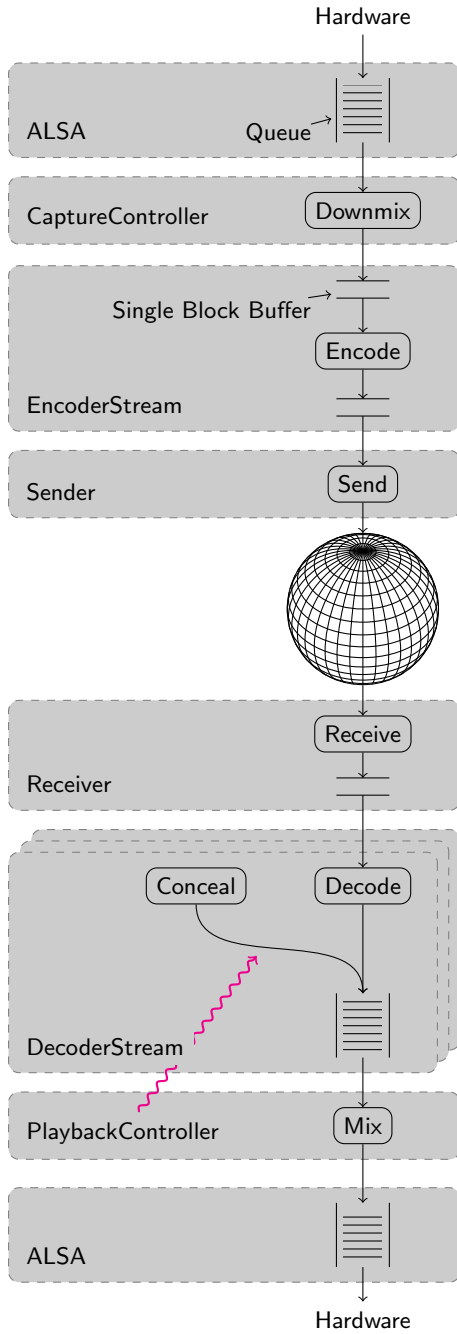 Hardware
ALSA
Queue
CaptureController
Downmix
Single Block Buffer
Encode
EncoderStream
Sender
Send
Receive
Receiver
Conceal
Decode
DecoderStream
PlaybackController
Mix
ALSA
Hardware